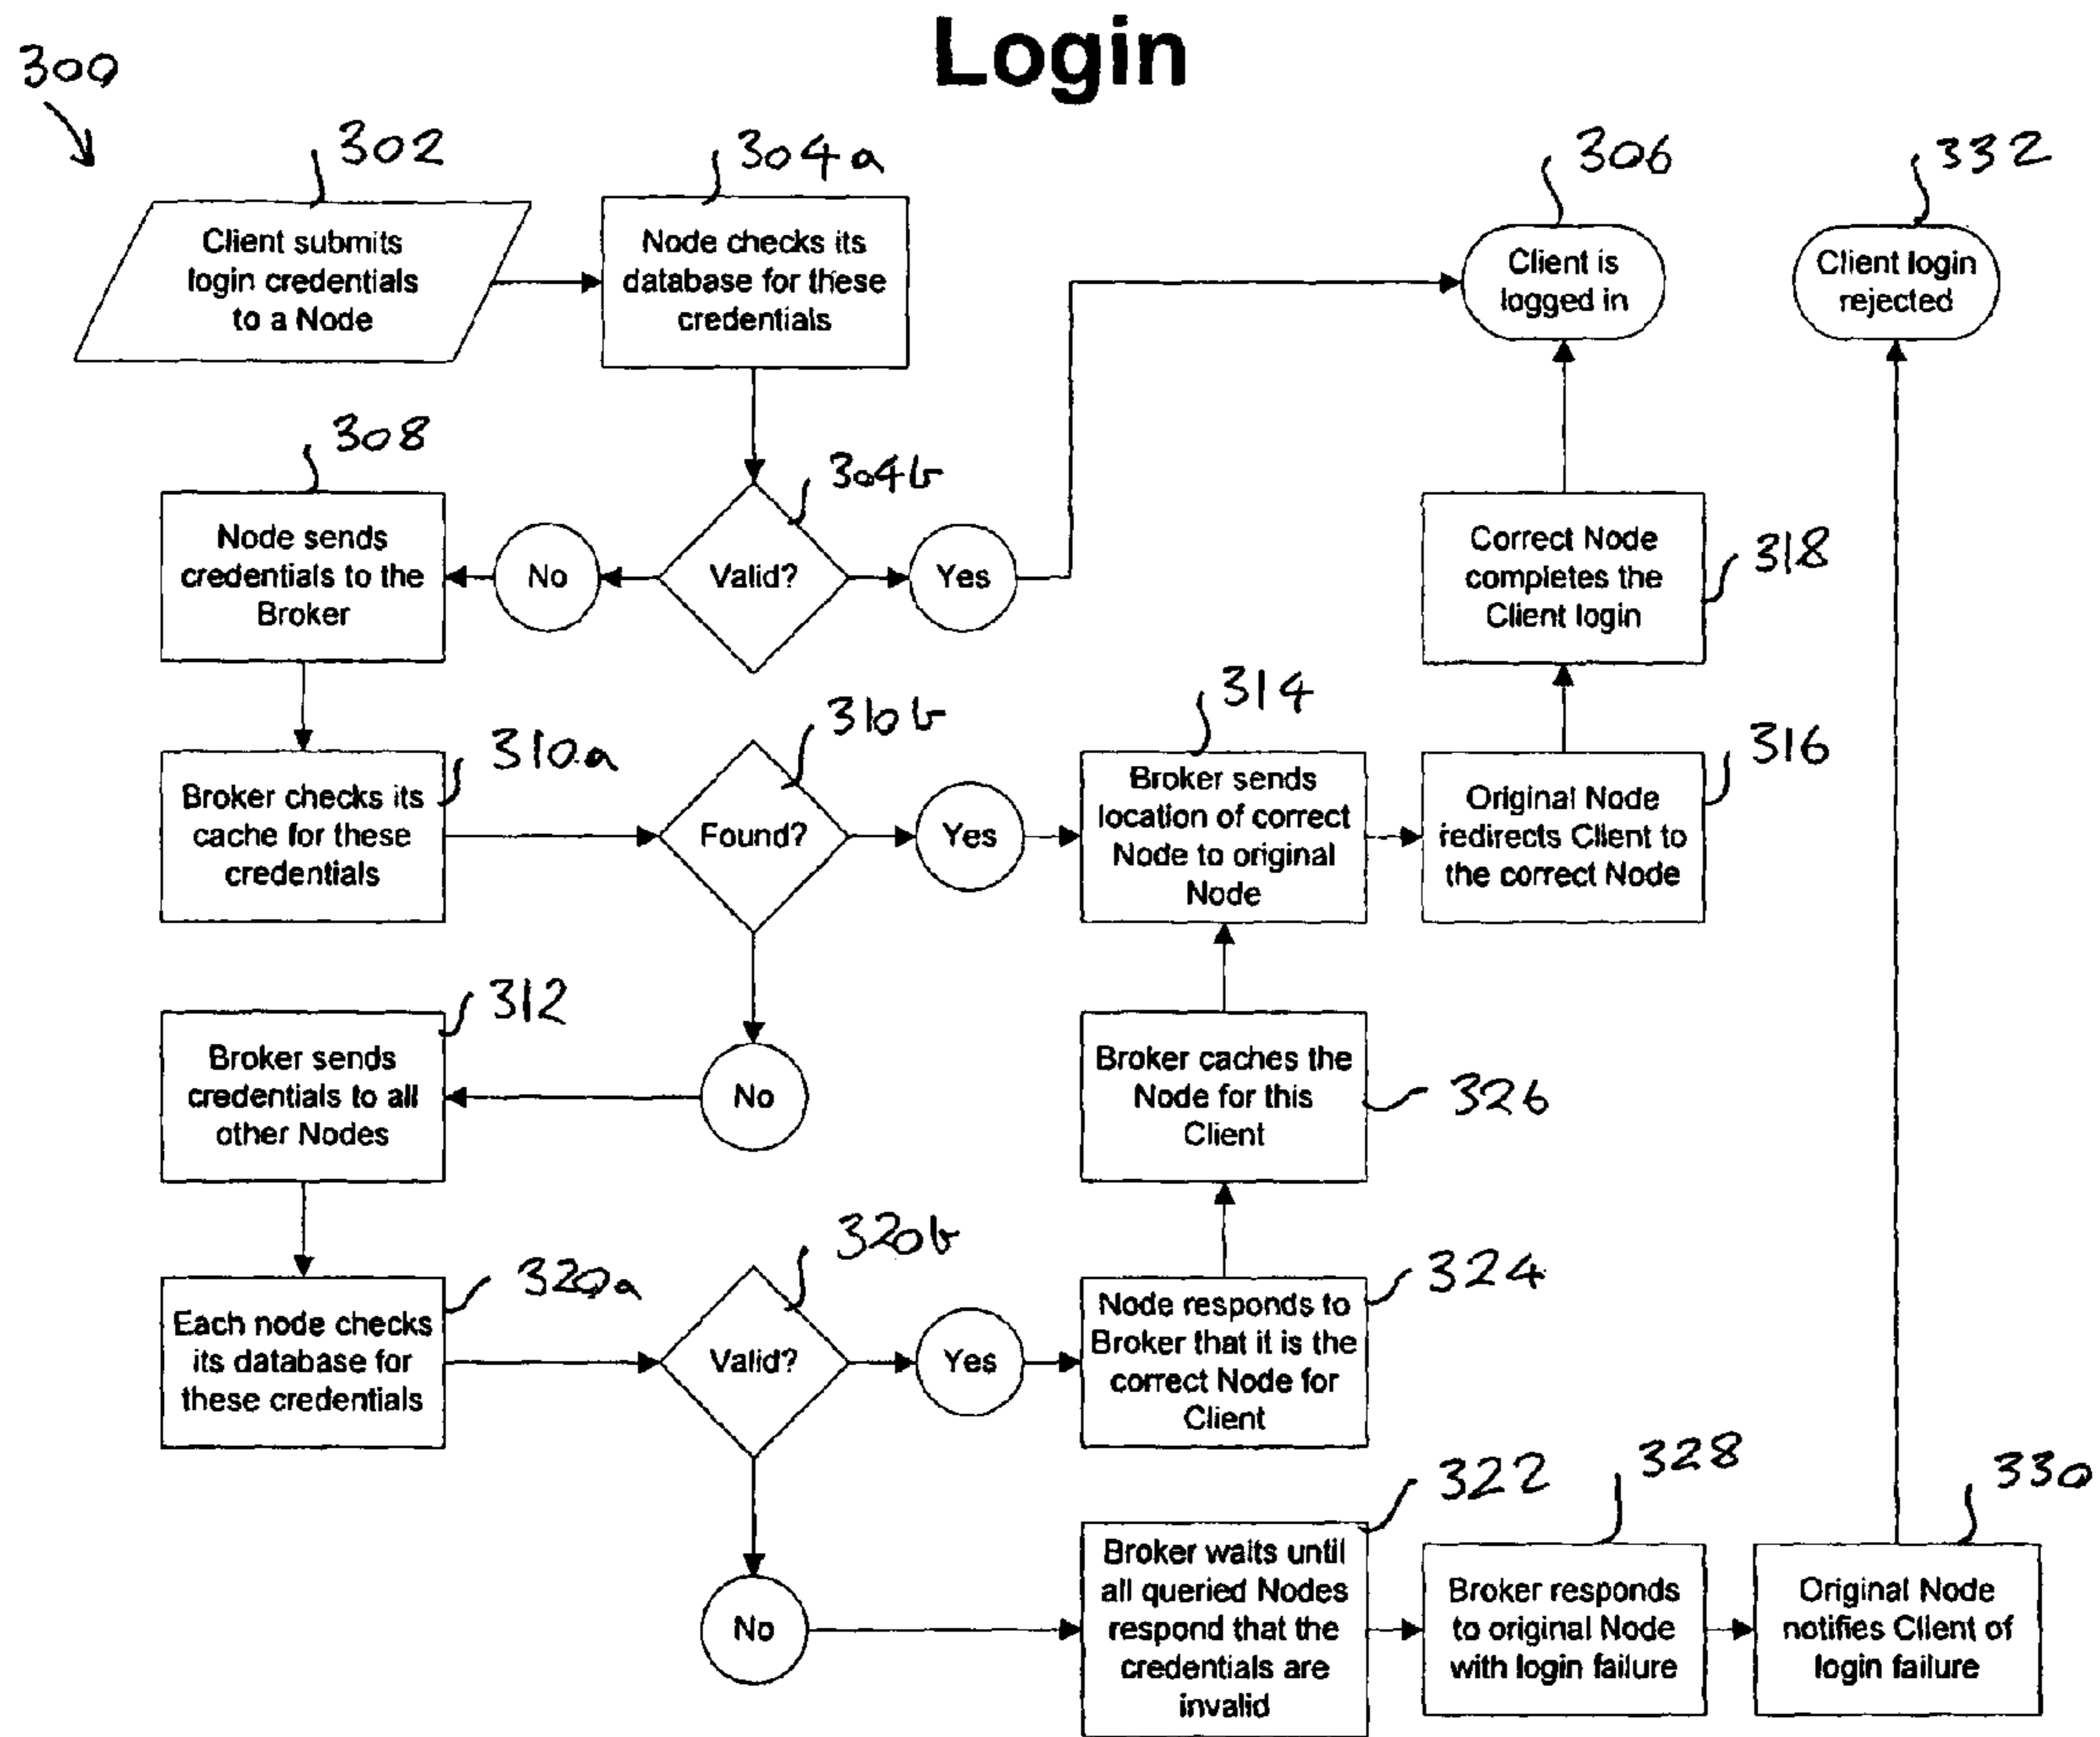 Login
300
302
304a
306
332
Client submits
login credentials
to a Node
Node checks its
database for these
credentials
Client is
logged in
Client login
rejected
308
304b
Node sends
credentials to the
Broker
No
Valid?
Yes
Correct Node
completes the
Client login
318
310a
310b
314
316
Broker checks its
cache for these
credentials
Found?
Yes
Broker sends
location of correct
Node to original
Node
Original Node
redirects Client to
the correct Node
312
Broker sends
credentials to all
other Nodes
No
Broker caches the
Node for this
Client
326
320a
320b
324
Each node checks
its database for
these credentials
Valid?
Yes
Node responds to
Broker that it is the
correct Node for
Client
322
328
330
No
Broker waits until
all queried Nodes
respond that the
credentials are
invalid
Broker responds
to original Node
with login failure
Original Node
notifies Client of
login failure